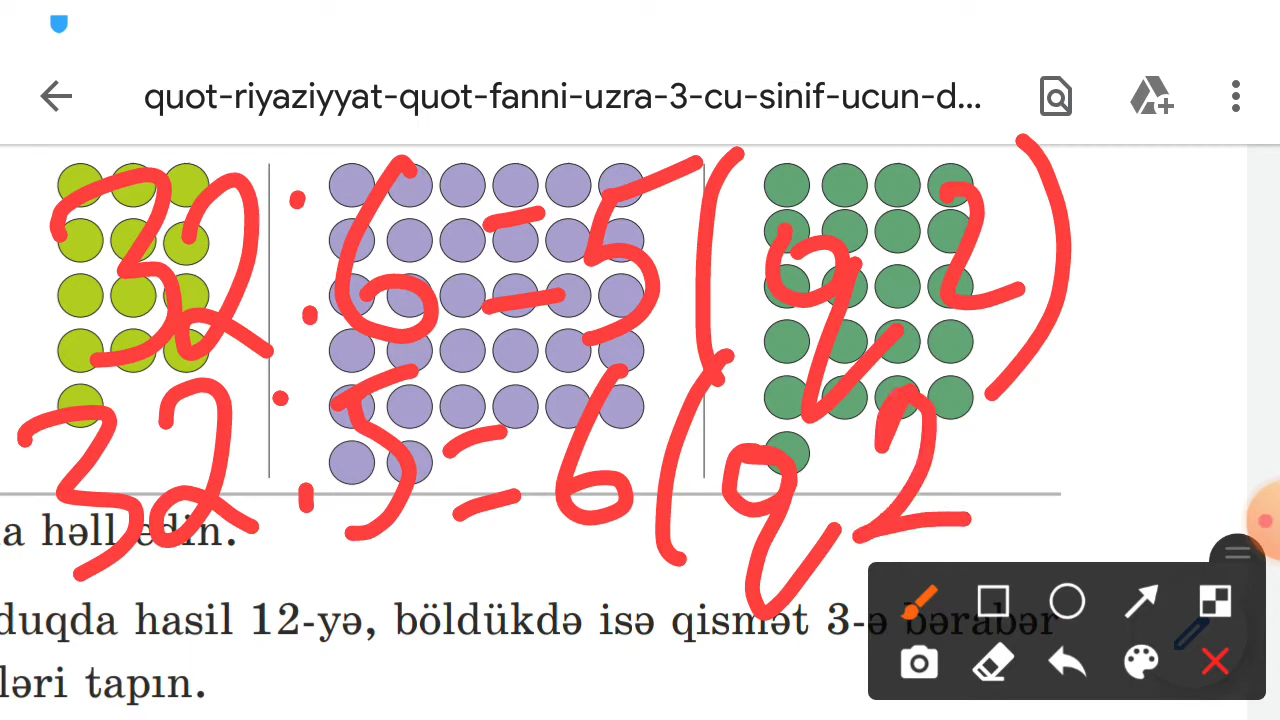 quot-riyaziyyat-quot-fanni-uzra-3-cu-sinif-ucun-d...
32:6=5(q2)
32:5=6(q2
a həll edin.
duqda hasil 12-yə, böldükdə isə qismət 3-ə bərabər
ləri tapın.